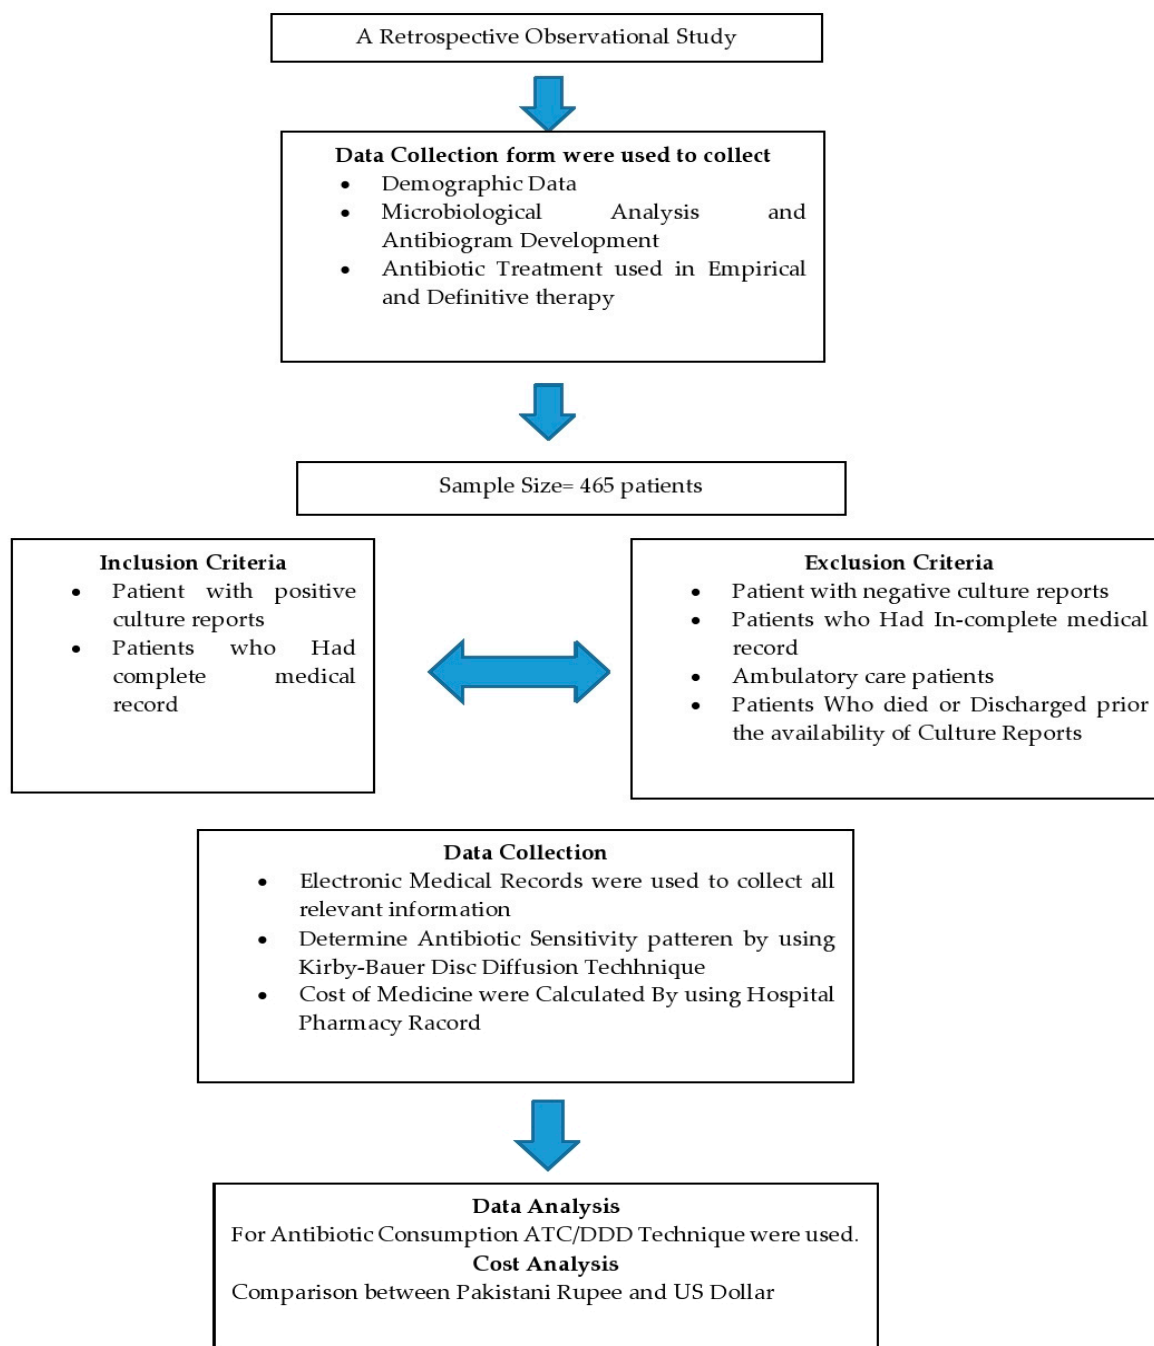 A Retrospective Observational Study
Data Collection form were used to collect
• Demographic Data
• Microbiological Analysis and
Antibiogram Development
• Antibiotic Treatment used in Empirical
and Definitive therapy
Sample Size= 465 patients
Inclusion Criteria
• Patient with positive
culture reports
• Patients who Had
complete medical
record
Exclusion Criteria
• Patient with negative culture reports
• Patients who Had In-complete medical
record
• Ambulatory care patients
• Patients Who died or Discharged prior
the availability of Culture Reports
Data Collection
• Electronic Medical Records were used to collect all
relevant information
• Determine Antibiotic Sensitivity patteren by using
Kirby-Bauer Disc Diffusion Techhnique
• Cost of Medicine were Calculated By using Hospital
Pharmacy Racord
Data Analysis
For Antibiotic Consumption ATC/DDD Technique were used.
Cost Analysis
Comparison between Pakistani Rupee and US Dollar